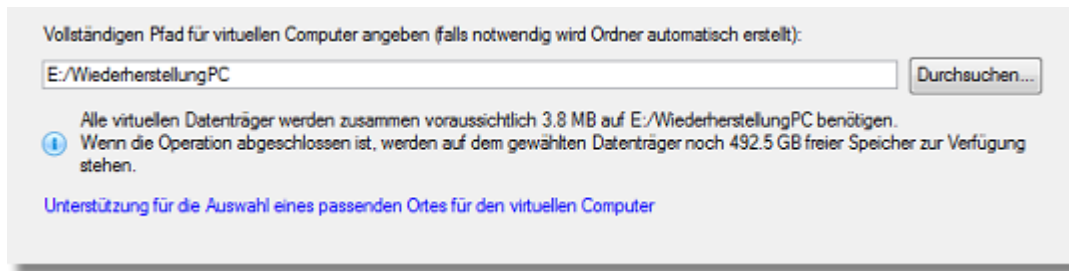 Vollständigen Pfad für virtuellen Computer angeben (falls notwendig wird Ordner automatisch erstellt):
E:/WiederherstellungPC
Durchsuchen...
Alle virtuellen Datenträger werden zusammen voraussichtlich 3.8 MB auf E:/WiederherstellungPC benötigen.
Wenn die Operation abgeschlossen ist, werden auf dem gewählten Datenträger noch 492.5 GB freier Speicher zur Verfügung
stehen.
Unterstützung für die Auswahl eines passenden Ortes für den virtuellen Computer